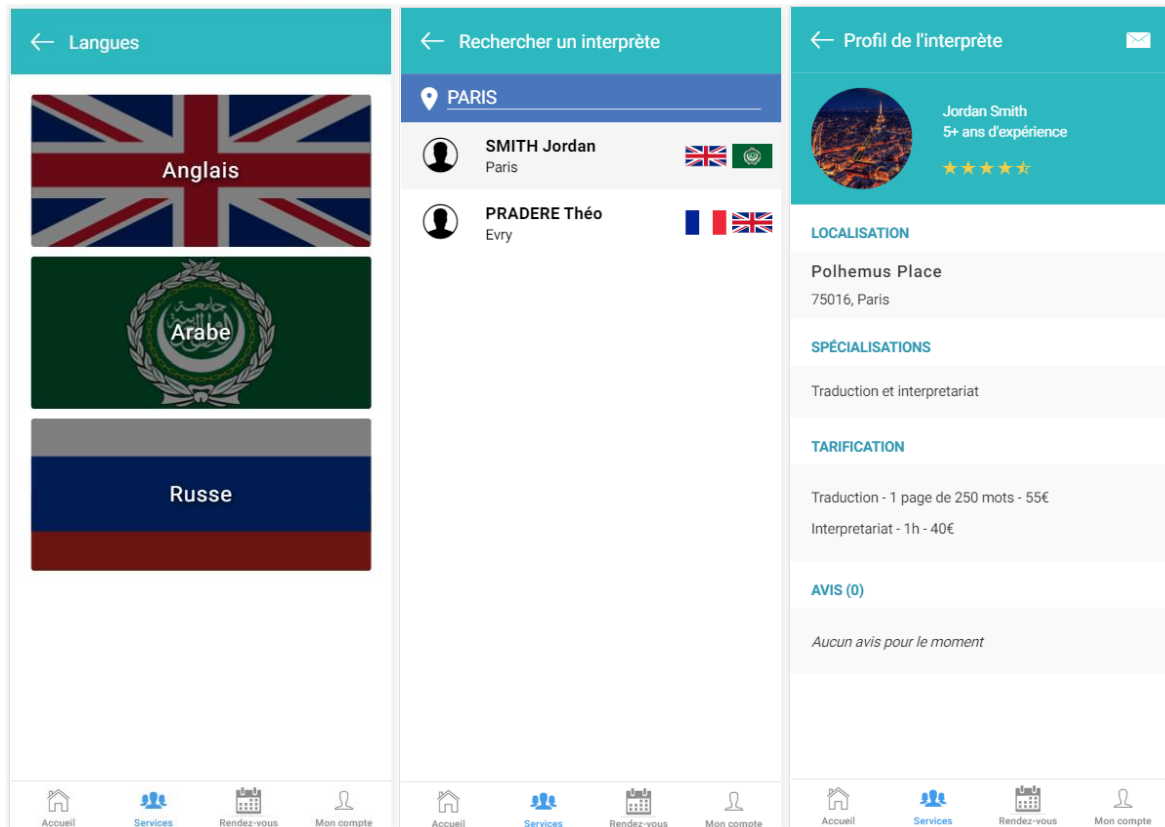 Langues
Anglais
Arabe
Russe
Accueil
Services
Rendez-vous
Mon compte
Rechercher un interprète
PARIS
SMITH Jordan
Paris
PRADERE Théo
Evry
Accueil
Services
Rendez-vous
Mon compte
Profil de l'interprète
Jordan Smith
5+ ans d'expérience
LOCALISATION
Polhemus Place
75016, Paris
SPÉCIALISATIONS
Traduction et interpretariat
TARIFICATION
Traduction - 1 page de 250 mots - 55€
Interpretariat - 1h - 40€
AVIS (0)
Aucun avis pour le moment
Accueil
Services
Rendez-vous
Mon compte